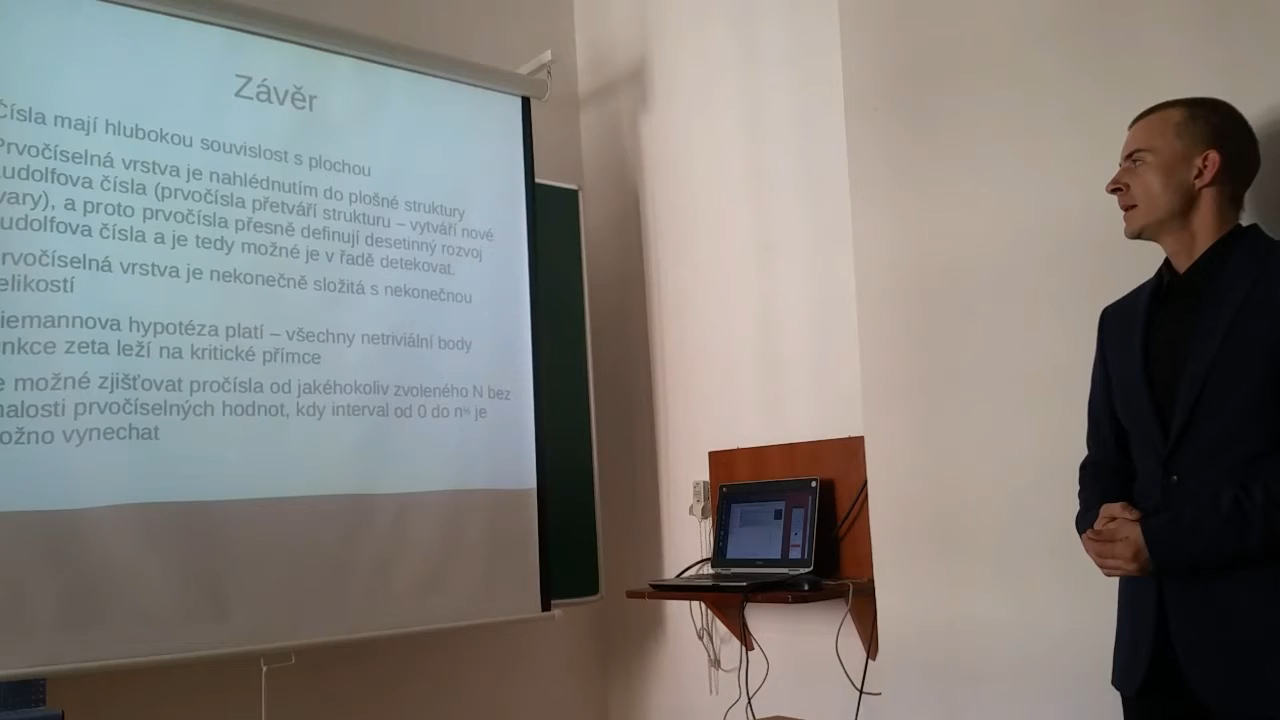 Závěr
Čísla mají hlubokou souvislost s plochou
Prvočíselná vrstva je nahlédnutím do plošné struktury
udolfova čísla (prvočísla přetváří strukturu – vytváří nové
vary), a proto prvočísla přesně definují desetinný rozvoj
udolfova čísla a je tedy možné je v řadě detekovat.
rvočíselná vrstva je nekonečně složitá s nekonečnou
elikostí
iemannova hypotéza platí – všechny netriviální body
nkce zeta leží na kritické přímce
e možné zjišťovat pročísla od jakéhokoliv zvoleného N bez
nalosti prvočíselných hodnot, kdy interval od 0 do n½ je
ožno vynechat